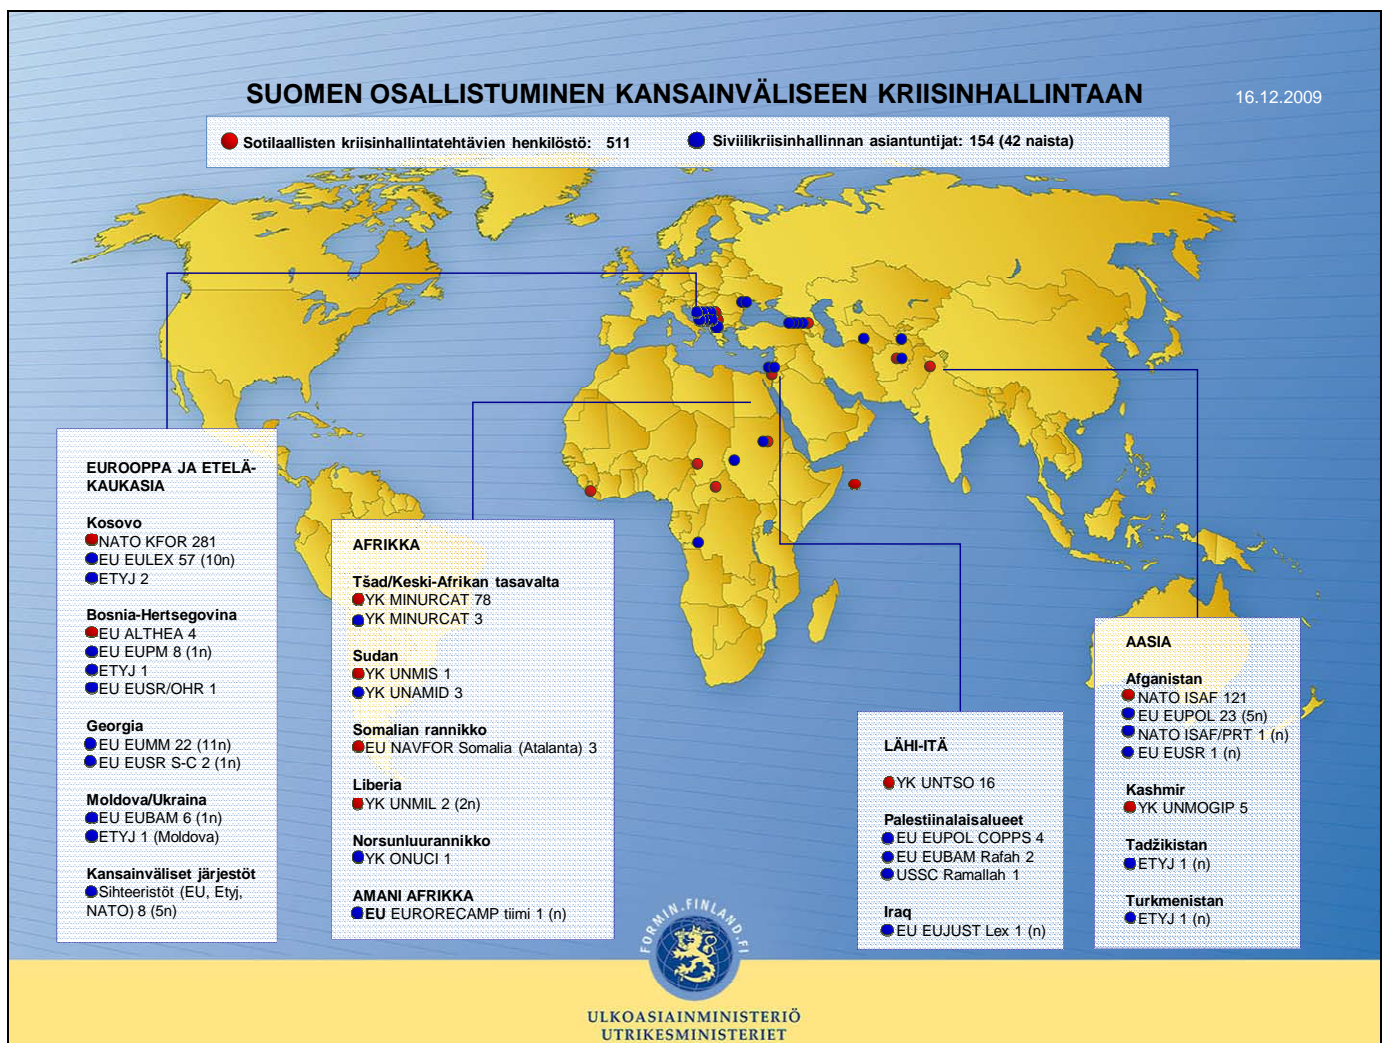 SUOMEN OSALLISTUMINEN KANSAINVÄLISEEN KRIISINHALLINTAAN
16.12.2009
Sotilaallisten kriisinhallintatehtävien henkilöstö: 511
Siviilikriisinhallinnan asiantuntijat: 154 (42 naista)
EUROOPPA JA ETELÄ-
KAUKASIA
Kosovo
NATO KFOR 281
EU EULEX 57 (10n)
ETYJ 2
Bosnia-Hertsegovina
EU ALTHEA 4
EU EUPM 8 (1n)
ETYJ 1
EU EUSR/OHR 1
Georgia
EU EUMM 22 (11n)
EU EUSR S-C 2 (1n)
Moldova/Ukraina
EU EUBAM 6 (1n)
ETYJ 1 (Moldova)
Kansainväliset järjestöt
Sihteeristöt (EU, Etyj,
NATO) 8 (5n)
AFRIKKA
Tšad/Keski-Afrikan tasavalta
YK MINURCAT 78
YK MINURCAT 3
Sudan
YK UNMIS 1
YK UNAMID 3
Somalian rannikko
EU NAVFOR Somalia (Atalanta) 3
Liberia
YK UNMIL 2 (2n)
Norsunluurannikko
YK ONUCI 1
AMANI AFRIKKA
EU EURORECAMP tiimi 1 (n)
LÄHI-ITÄ
YK UNTSO 16
Palestiinalaisalueet
EU EUPOL COPPS 4
EU EUBAM Rafah 2
USSC Ramallah 1
Iraq
EU EUJUST Lex 1 (n)
AASIA
Afganistan
NATO ISAF 121
EU EUPOL 23 (5n)
NATO ISAF/PRT 1 (n)
EU EUSR 1 (n)
Kashmir
YK UNMOGIP 5
Tadžikistan
ETYJ 1 (n)
Turkmenistan
ETYJ 1 (n)
FORMIN.FINLAND.FI
ULKOASIAINMINISTERIÖ
UTRIKESMINISTERIET